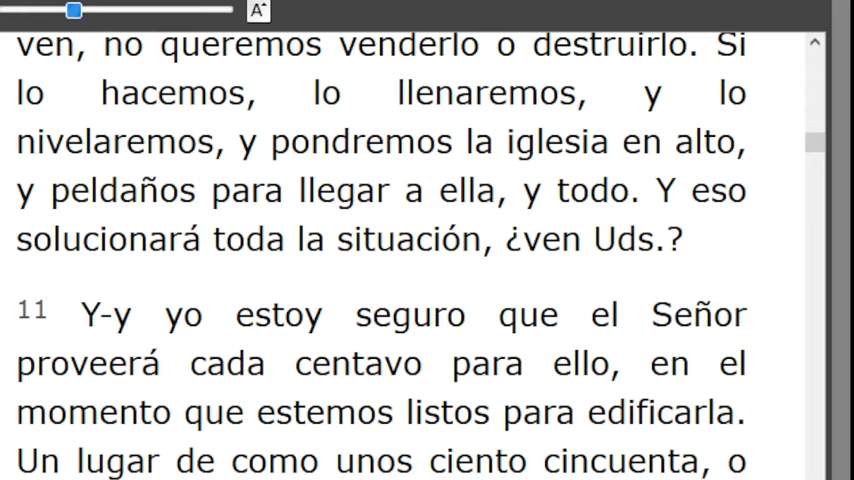 A
ven, no queremos venderlo o destruirlo. Si
lo hacemos, lo llenaremos, y lo
nivelaremos, y pondremos la iglesia en alto,
y peldaños para llegar a ella, y todo. Y eso
solucionará toda la situación, ¿ven Uds.?
11 Y-y yo estoy seguro que el Señor
proveerá cada centavo para ello, en el
momento que estemos listos para edificarla.
Un lugar de como unos ciento cincuenta, o